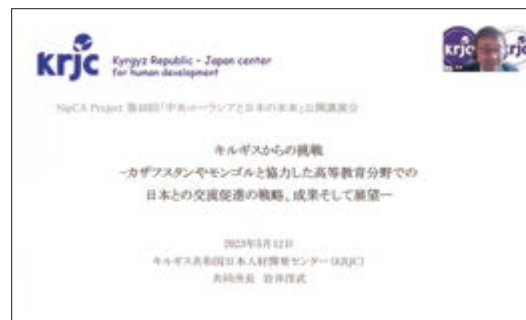 krjc
Kyrgyz Republic - Japan center
for human development
krjc
NipCA Project 第46回「中央ユーラシアと日本の未来」公開講演会
キルギスからの挑戦
－カザフスタンやモンゴルと協力した高等教育分野での
日本との交流促進の戦略、成果そして展望－
2023年5月12日
キルギス共和国日本人材開発センター（KRJC）
共同所長